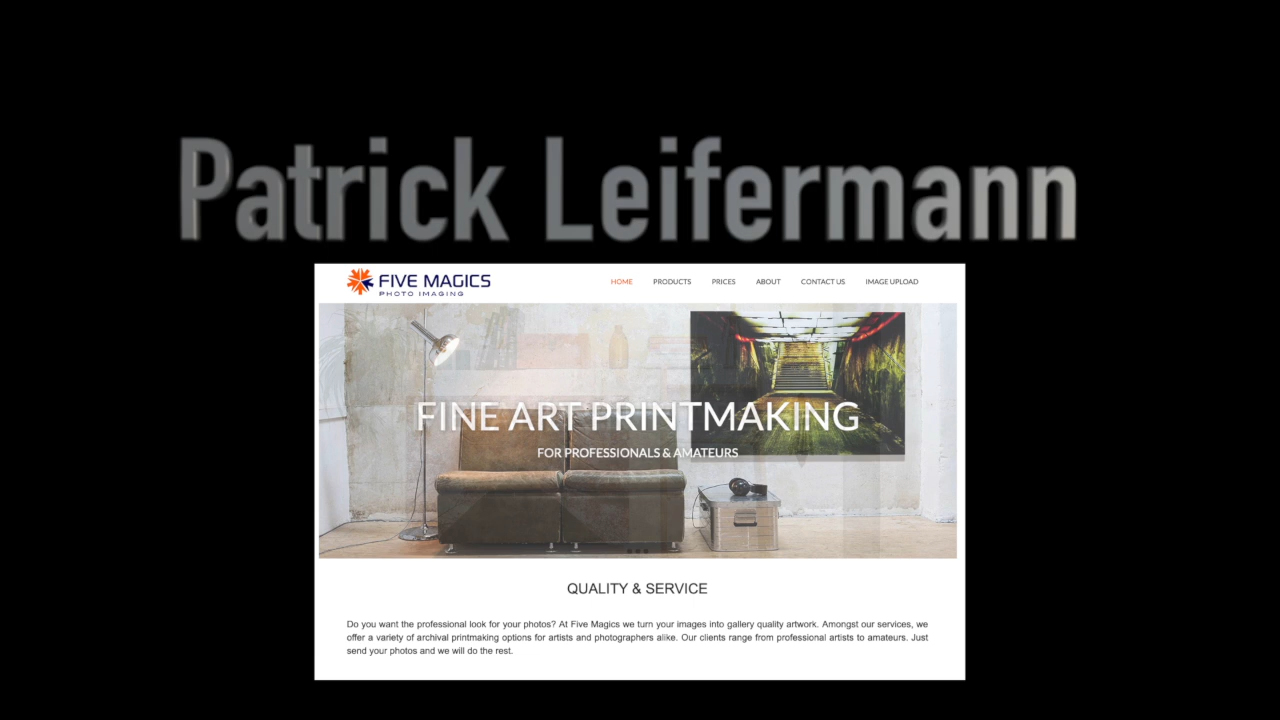 Patrick Leifermann
FIVE MAGICS
PHOTO IMAGING
HOME PRODUCTS PRICES ABOUT CONTACT US IMAGE UPLOAD
FINE ART PRINTMAKING
FOR PROFESSIONALS & AMATEURS
QUALITY & SERVICE
Do you want the professional look for your photos? At Five Magics we turn your images into gallery quality artwork. Amongst our services, we
offer a variety of archival printmaking options for artists and photographers alike. Our clients range from professional artists to amateurs. Just
send your photos and we will do the rest.